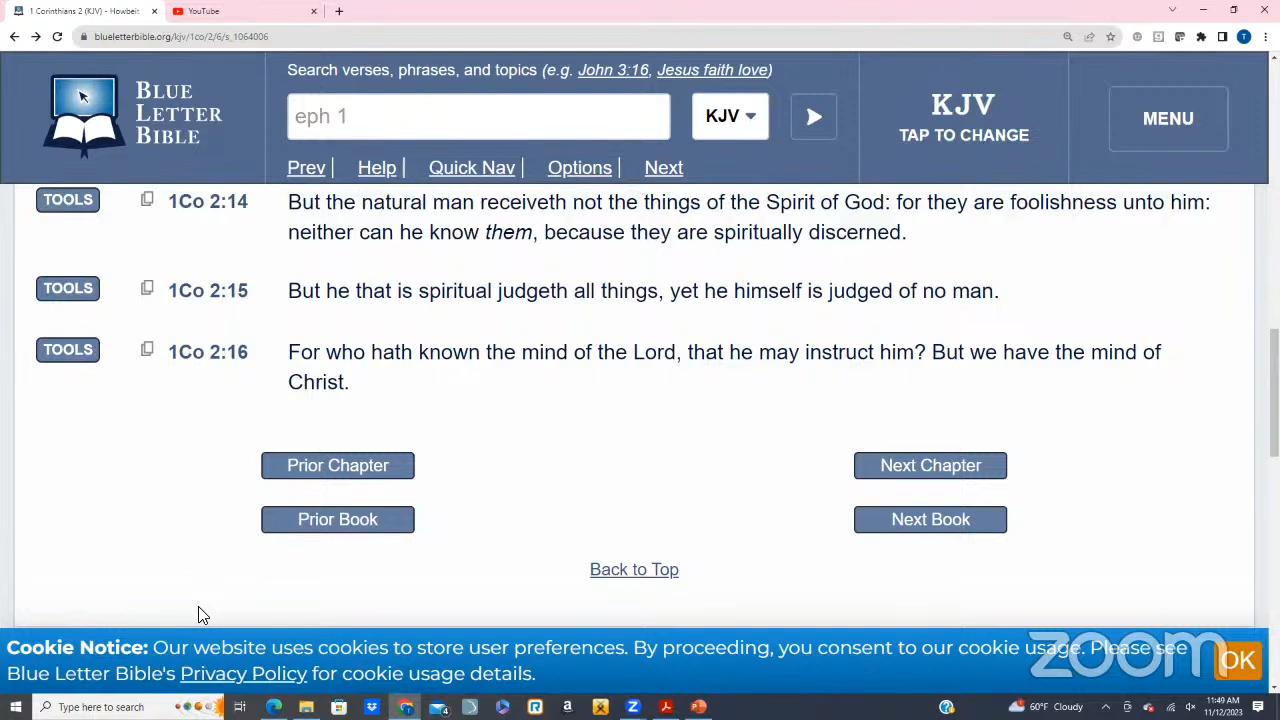 1 Corinthians 2 (KJV) - Howbeit
YouTube
blueletterbible.org/kjv/1co/2/6/s_1064006
BLUE
LETTER
BIBLE
Search verses, phrases, and topics (e.g. John 3:16, Jesus faith love)
eph 1
KJV
Prev | Help | Quick Nav | Options | Next
KJV
TAP TO CHANGE
MENU
TOOLS 1Co 2:14 But the natural man receiveth not the things of the Spirit of God: for they are foolishness unto him:
neither can he know them, because they are spiritually discerned.
TOOLS 1Co 2:15 But he that is spiritual judgeth all things, yet he himself is judged of no man.
TOOLS 1Co 2:16 For who hath known the mind of the Lord, that he may instruct him? But we have the mind of
Christ.
Prior Chapter Next Chapter
Prior Book Next Book
Back to Top
Cookie Notice: Our website uses cookies to store user preferences. By proceeding, you consent to our cookie usage. Please see
Blue Letter Bible's Privacy Policy for cookie usage details.
OK
zoom
Type here to search
60°F Cloudy
11:49 AM
11/12/2023